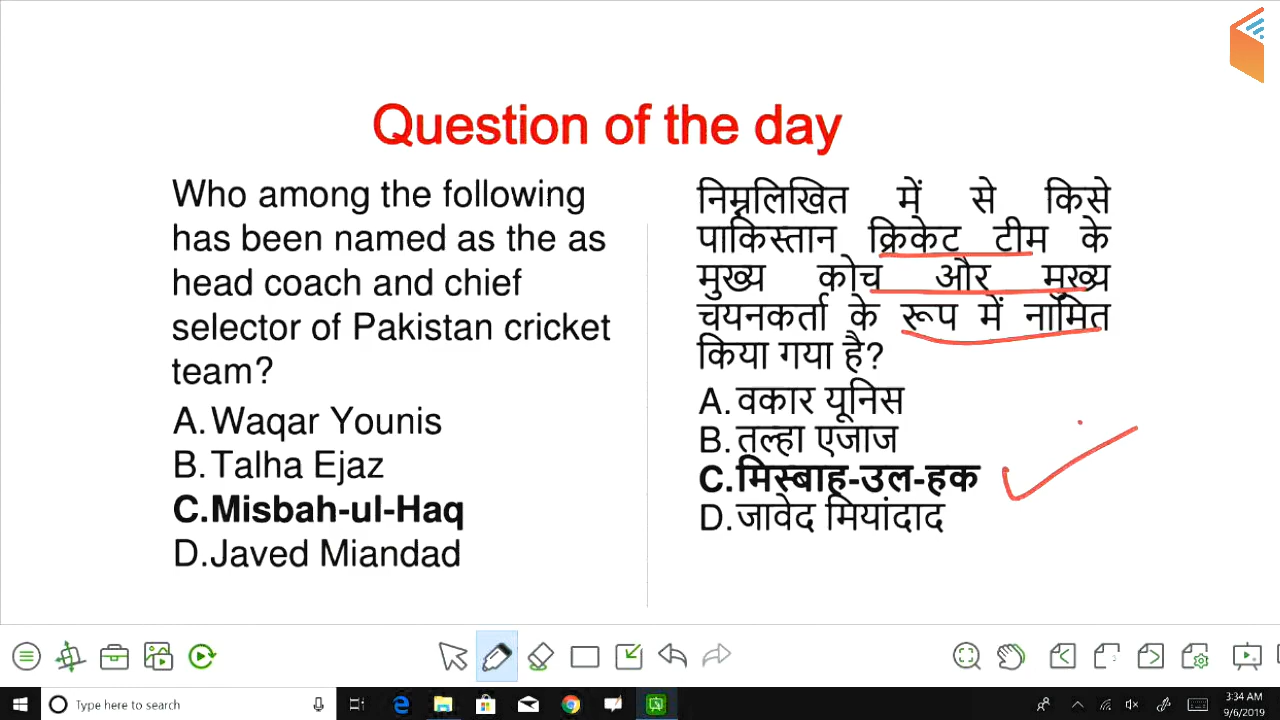 Question of the day
Who among the following
has been named as the as
head coach and chief
selector of Pakistan cricket
team?
A.Waqar Younis
B.Talha Ejaz
C.Misbah-ul-Haq
D.Javed Miandad
निम्नलिखित में से किसे
पाकिस्तान क्रिकेट टीम के
मुख्य कोच और मुख्य
चयनकर्ता के रूप में नामित
किया गया है?
A.वकार यूनिस
B.तल्हा एजाज
C.मिस्बाह-उल-हक
D.जावेद मियांदाद
Type here to search
3:34 AM
9/6/2019